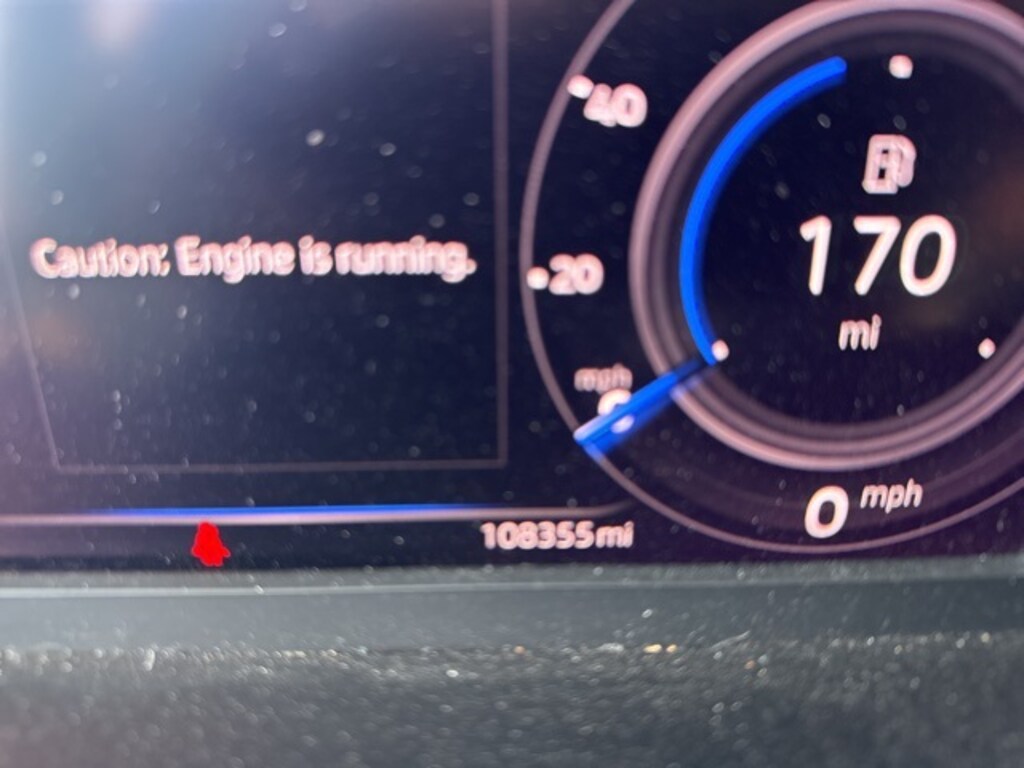 40
Caution: Engine is running.
20
170
mi
mph
0
0 mph
108355 mi